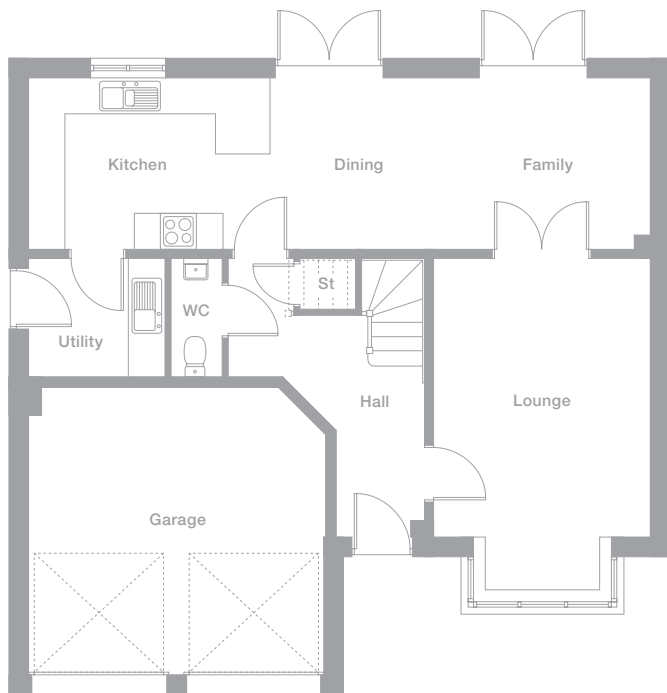 Kitchen
Dining
Family
St
WC
Utility
Hall
Lounge
Garage